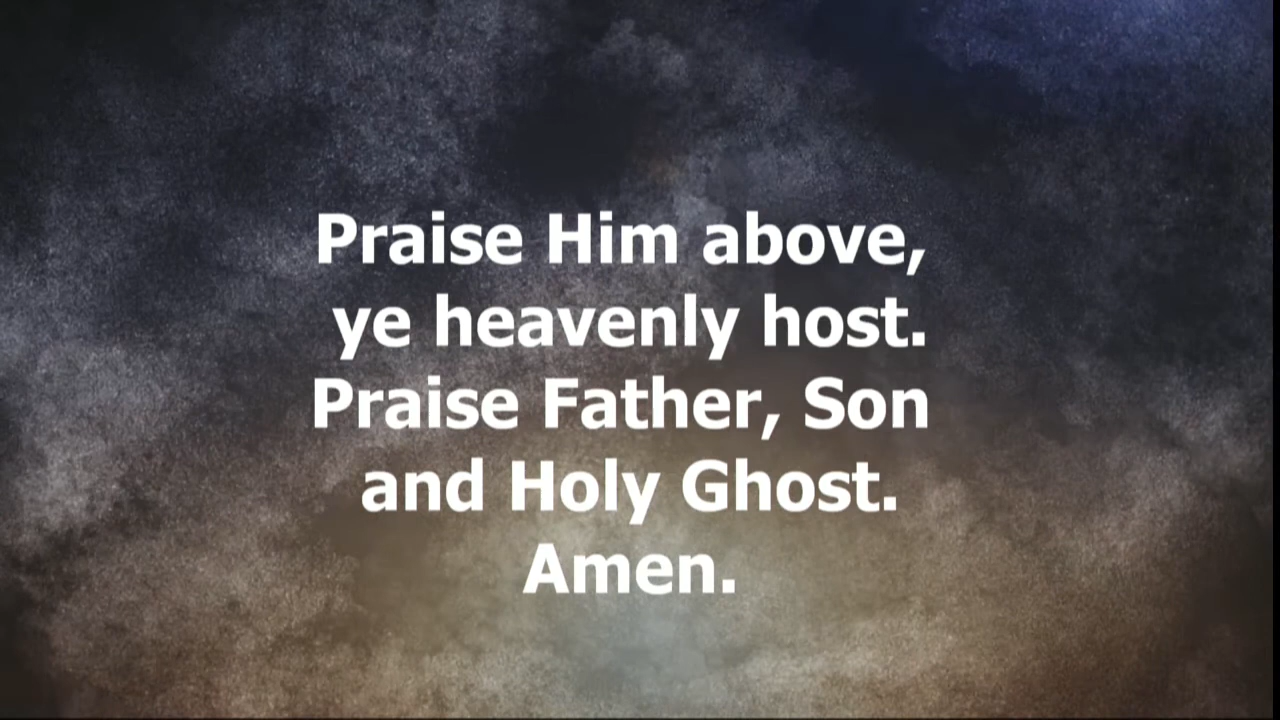 Praise Him above,
ye heavenly host.
Praise Father, Son
and Holy Ghost.
Amen.